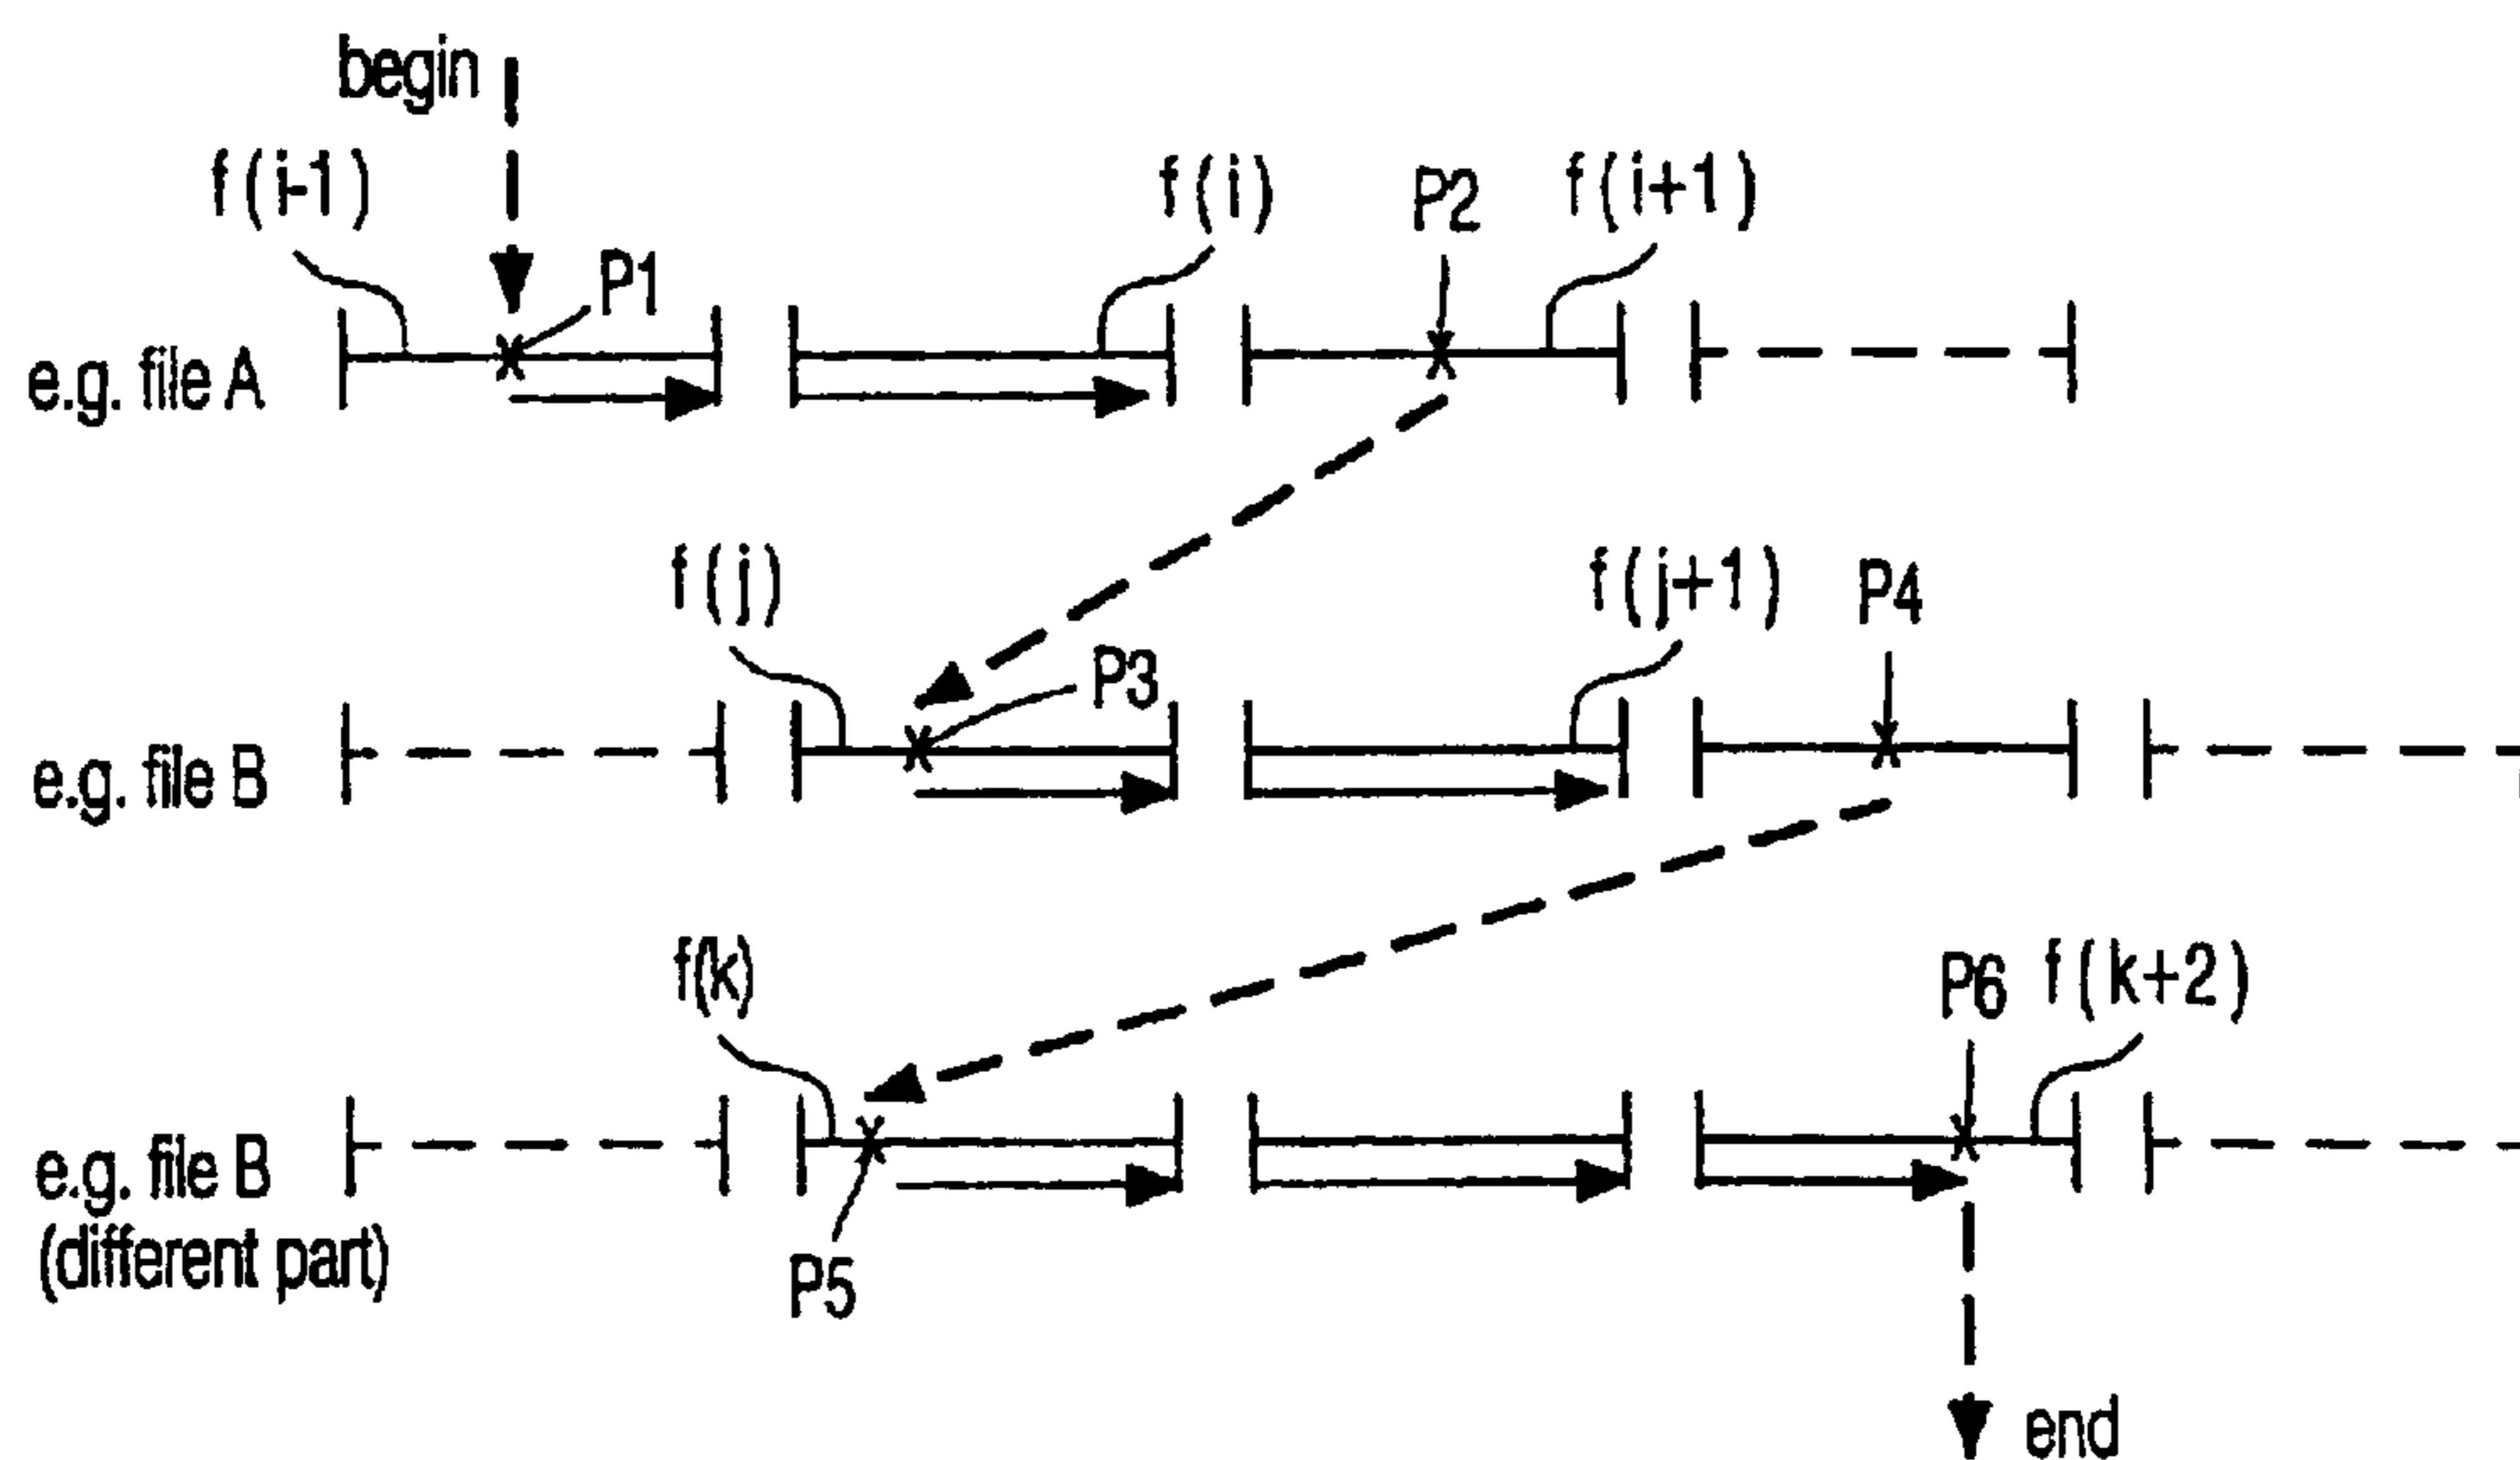 begin
f(i-1)
P1
f(i)
P2
f(i+1)
e.g. file A
f(j)
P3
f(j+1)
P4
e.g. file B
f(k)
P6
f(k+2)
e.g. file B
(different part)
P5
end